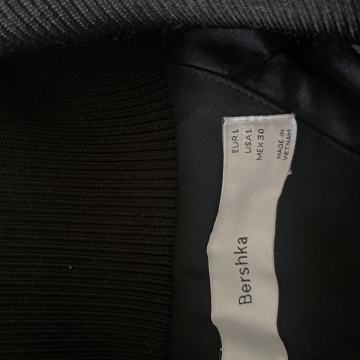 EUR L
USA L
MEX 30
MADE IN
VIETNAM
Bershka